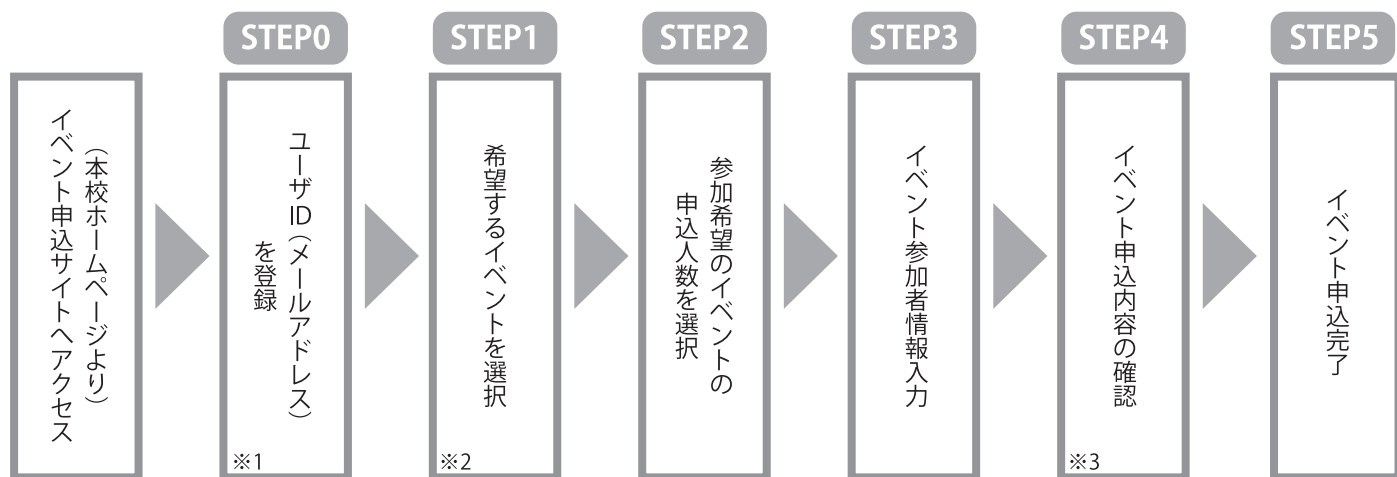 （本校ホームページより）
イベント申込サイトへアクセス
STEP0
ユーザID（メールアドレス）
を登録
※1
STEP1
希望するイベントを選択
※2
STEP2
参加希望のイベントの
申込人数を選択
STEP3
イベント参加者情報入力
STEP4
イベント申込内容の確認
※3
STEP5
イベント申込完了